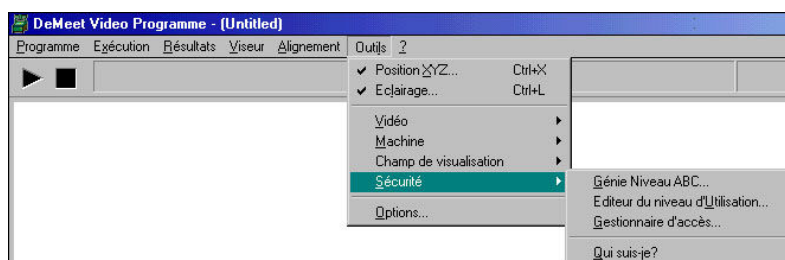 DeMeet Video Programme - (Untitled)
Programme Exécution Résultats Viseur Alignement Outils ?
Position XYZ... Ctrl+X
Eclairage... Ctrl+L
Vidéo
Machine
Champ de visualisation
Sécurité
Options...
Génie Niveau ABC...
Editeur du niveau d'Utilisation...
Gestionnaire d'accès...
Qui suis-je?